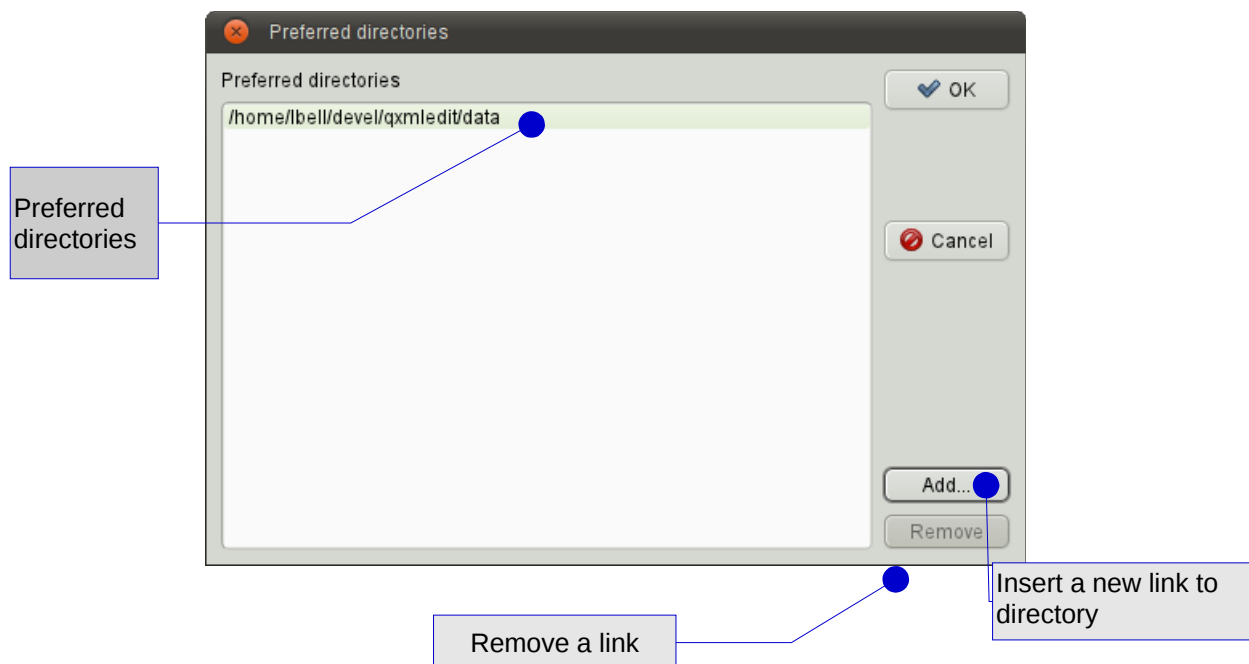 Preferred directories
Preferred directories
OK
/home/lbell/devel/qxmledit/data
Preferred
directories
Cancel
Add...
Remove
Insert a new link to
directory
Remove a link